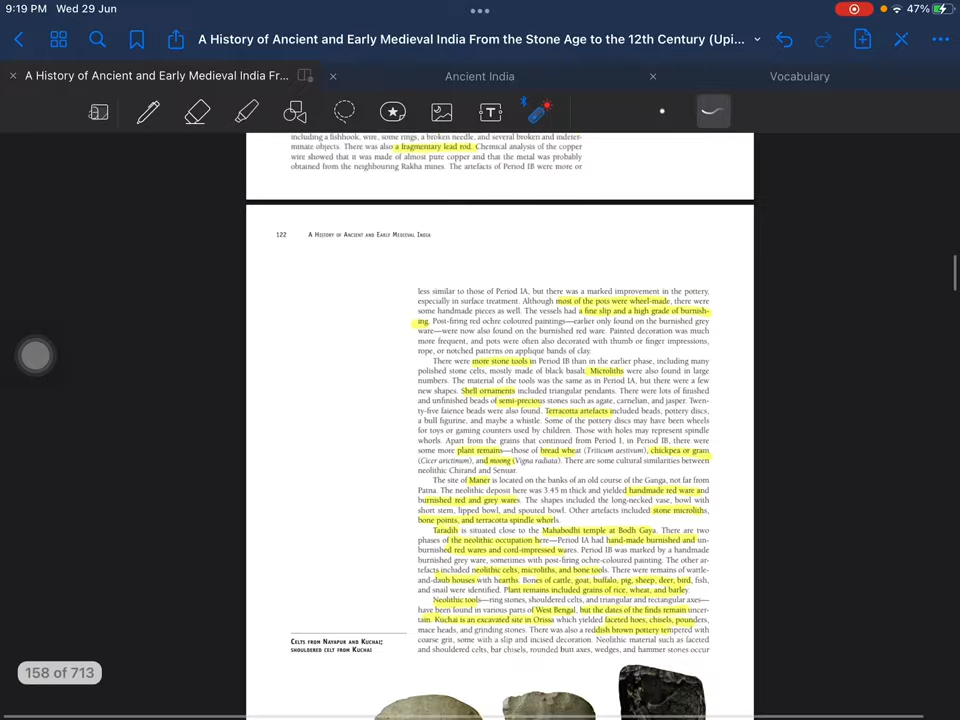 9:19 PM Wed 29 Jun
47%
A History of Ancient and Early Medieval India From the Stone Age to the 12th Century (Upi...
A History of Ancient and Early Medieval India Fr...
Ancient India
Vocabulary
including a fishhook, wire, some rings, a broken needle, and several broken and indeter-
minate objects. There was also a fragmentary lead rod. Chemical analysis of the copper
wire showed that it was made of almost pure copper and that the metal was probably
obtained from the neighbouring Rakha mines. The artefacts of Period IB were more or
122 A History of Ancient and Early Medieval India
less similar to those of Period IA, but there was a marked improvement in the pottery,
especially in surface treatment. Although most of the pots were wheel-made, there were
some handmade pieces as well. The vessels had a fine slip and a high grade of burnish-
ing. Post-firing red ochre coloured paintings—earlier only found on the burnished grey
ware—were now also found on the burnished red ware. Painted decoration was much
more frequent, and pots were often also decorated with thumb or finger impressions,
rope, or notched patterns on appliqué bands of clay.
There were more stone tools in Period IB than in the earlier phase, including many
polished stone celts, mostly made of black basalt. Microliths were also found in large
numbers. The material of the tools was the same as in Period IA, but there were a few
new shapes. Shell ornaments included triangular pendants. There were lots of finished
and unfinished beads of semi-precious stones such as agate, carnelian, and jasper. Twen-
ty-five faience beads were also found. Terracotta artefacts included beads, pottery discs,
a bull figurine, and maybe a whistle. Some of the pottery discs may have been wheels
for toys or gaming counters used by children. Those with holes may represent spindle
whorls. Apart from the grains that continued from Period I, in Period IB, there were
some more plant remains—those of bread wheat (Triticum aestivum), chickpea or gram
(Cicer arictinum), and moong (Vigna radiata). There are some cultural similarities between
neolithic Chirand and Senuar.
The site of Maner is located on the banks of an old course of the Ganga, not far from
Patna. The neolithic deposit here was 3.45 m thick and yielded handmade red ware and
burnished red and grey wares. The shapes included the long-necked vase, bowl with
short stem, lipped bowl, and spouted bowl. Other artefacts included stone microliths,
bone points, and terracotta spindle whorls.
Taradih is situated close to the Mahabodhi temple at Bodh Gaya. There are two
phases of the neolithic occupation here—Period IA had hand-made burnished and un-
burnished red wares and cord-impressed wares. Period IB was marked by a handmade
burnished grey ware, sometimes with post-firing ochre-coloured painting. The other ar-
tefacts included neolithic celts, microliths, and bone tools. There were remains of wattle-
and-daub houses with hearths. Bones of cattle, goat, buffalo, pig, sheep, deer, bird, fish,
and snail were identified. Plant remains included grains of rice, wheat, and barley.
Neolithic tools—ring stones, shouldered celts, and triangular and rectangular axes—
have been found in various parts of West Bengal, but the dates of the finds remain uncer-
tain. Kuchai is an excavated site in Orissa which yielded faceted hoes, chisels, pounders,
mace heads, and grinding stones. There was also a reddish brown pottery tempered with
coarse grit, some with a slip and incised decoration. Neolithic material such as faceted
and shouldered celts, bar chisels, rounded butt axes, wedges, and hammer stones occur
Celts from Nayapur and Kuchai;
shouldered celt from Kuchai
158 of 713